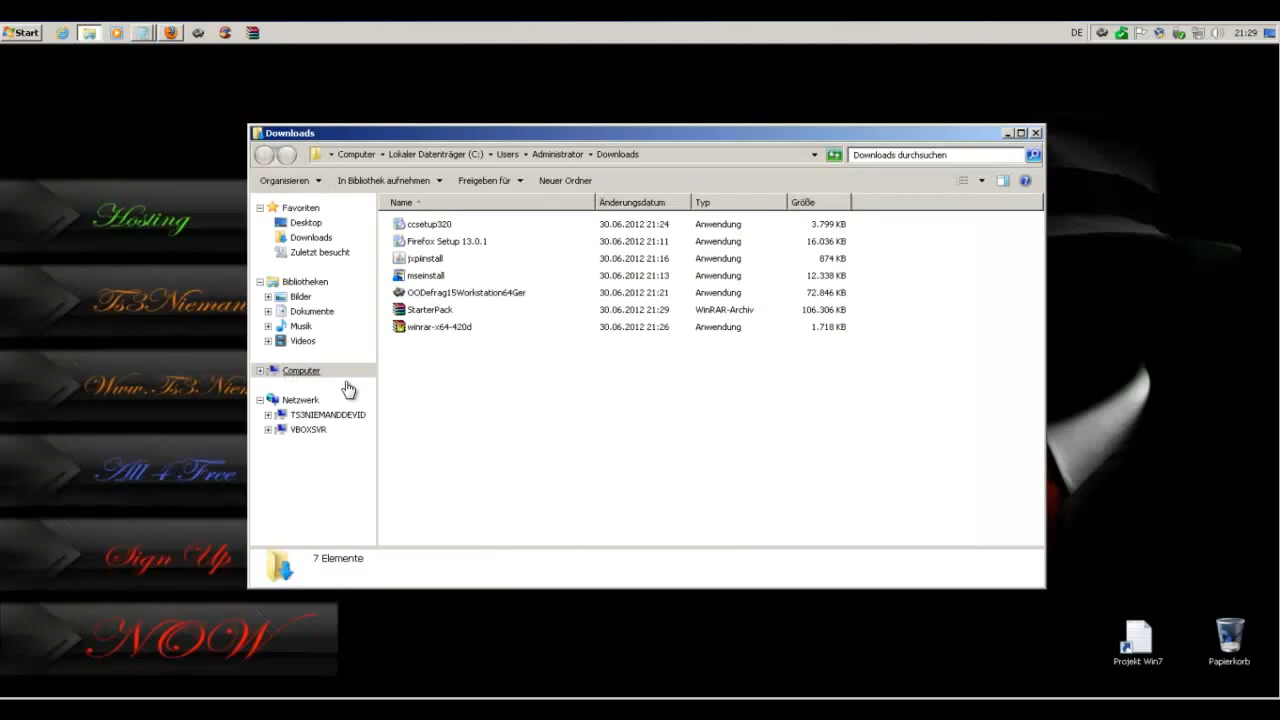 Start
DE
21:29
Downloads
Computer
Lokaler Datenträger (C:)
Users
Administrator
Downloads
Downloads durchsuchen
Organisieren
In Bibliothek aufnehmen
Freigeben für
Neuer Ordner
Name
Änderungsdatum
Typ
Größe
ccsetup320 30.06.2012 21:24 Anwendung 3.799 KB
Firefox Setup 13.0.1 30.06.2012 21:11 Anwendung 16.036 KB
jxpiinstall 30.06.2012 21:16 Anwendung 874 KB
mseinstall 30.06.2012 21:13 Anwendung 12.338 KB
OODefrag15Workstation64Ger 30.06.2012 21:21 Anwendung 72.846 KB
StarterPack 30.06.2012 21:29 WinRAR-Archiv 106.306 KB
winrar-x64-420d 30.06.2012 21:26 Anwendung 1.718 KB
Favoriten
Desktop
Downloads
Zuletzt besucht
Bibliotheken
Bilder
Dokumente
Musik
Videos
Computer
Netzwerk
TS3NIEMANDDEVID
VBOXSVR
7 Elemente
Hosting
Ts3Nieman
Www.Ts3.Niem
All 4 Free
Sign Up
NOW
Projekt Win7
Papierkorb